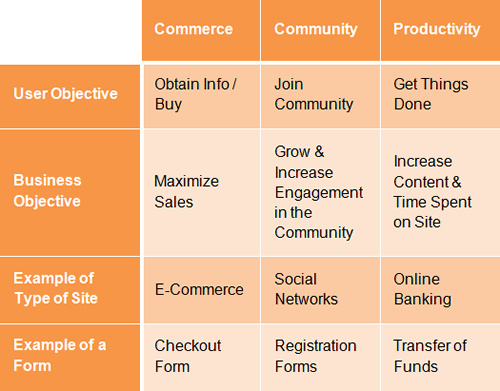 Commerce
Community
Productivity
User Objective
Obtain Info /
Buy
Join
Community
Get Things
Done
Business
Objective
Maximize
Sales
Grow &
Increase
Engagement
in the
Community
Increase
Content &
Time Spent
on Site
Example of
Type of Site
E-Commerce
Social
Networks
Online
Banking
Example of a
Form
Checkout
Form
Registration
Forms
Transfer of
Funds